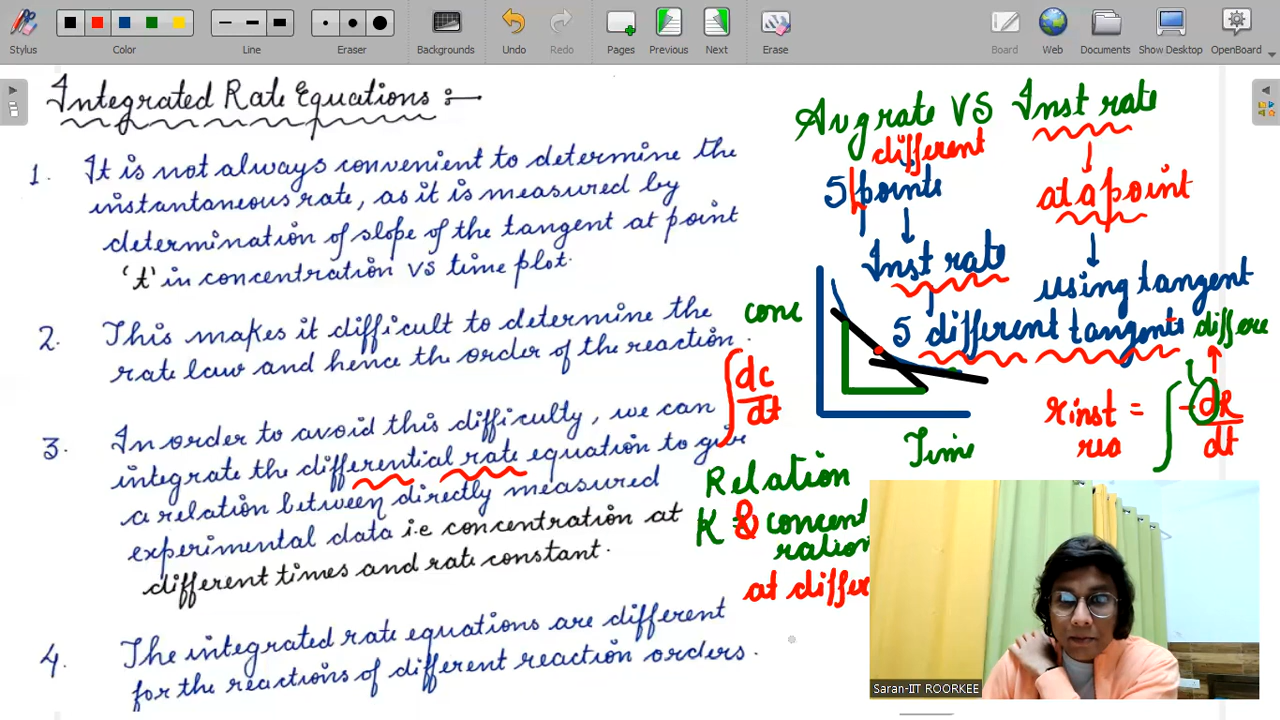 Stylus
Color
Line
Eraser
Backgrounds
Undo
Redo
Pages
Previous
Next
Erase
Board
Web
Documents
Show Desktop
OpenBoard
Integrated Rate Equations :—
1. It is not always convenient to determine the
instantaneous rate, as it is measured by
determination of slope of the tangent at point
't' in concentration vs time plot.
2. This makes it difficult to determine the
rate law and hence the order of the reaction.
3. In order to avoid this difficulty, we can
integrate the differential rate equation to give
a relation between directly measured
experimental data i.e concentration at
different times and rate constant.
4. The integrated rate equations are different
for the reactions of different reaction orders.
Avg rate VS Inst rate
different
5 points
at a point
Inst rate
using tangent
5 different tangents
differe
conc
Time
∫ dc
dt
r inst = ∫ - dR
rea dt
Relation
K & concent
ration
at differe
Saran-IIT ROORKEE